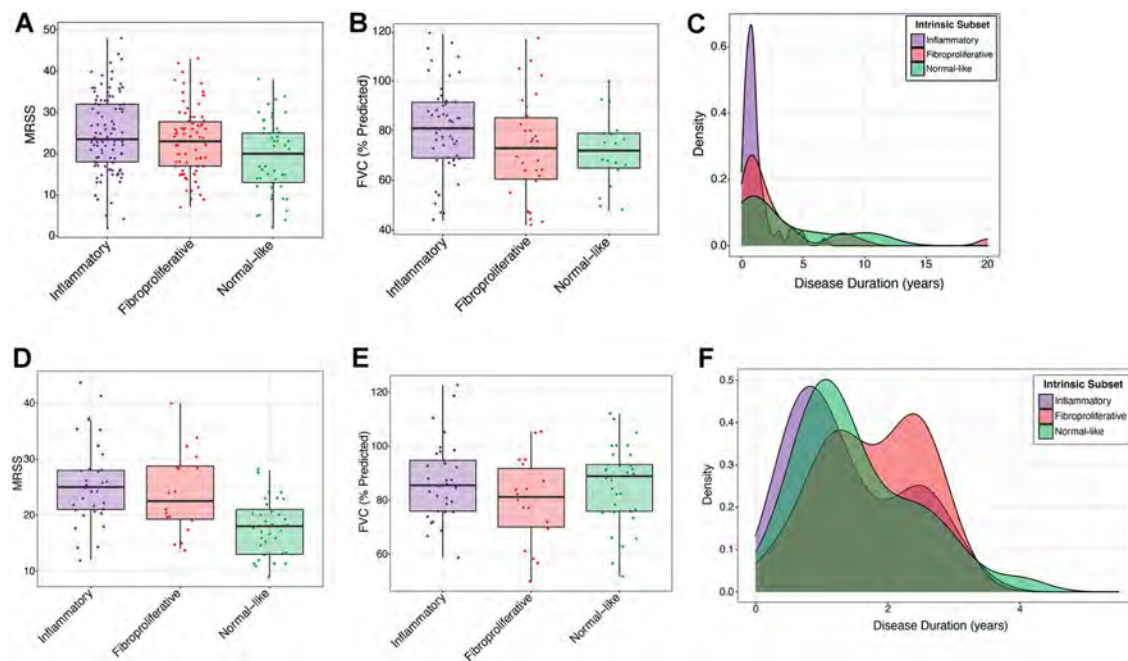 A
MRSS
50
40
30
20
10
0
Inflammatory
Fibroproliferative
Normal-like
B
FVC (% Predicted)
120
100
80
60
40
Inflammatory
Fibroproliferative
Normal-like
C
Density
0.6
0.4
0.2
0.0
0
5
10
15
20
Disease Duration (years)
Intrinsic Subset
Inflammatory
Fibroproliferative
Normal-like
D
MRSS
40
30
20
10
Inflammatory
Fibroproliferative
Normal-like
E
FVC (% Predicted)
120
100
80
60
Inflammatory
Fibroproliferative
Normal-like
F
Density
0.5
0.4
0.3
0.2
0.1
0.0
0
2
4
Disease Duration (years)
Intrinsic Subset
Inflammatory
Fibroproliferative
Normal-like